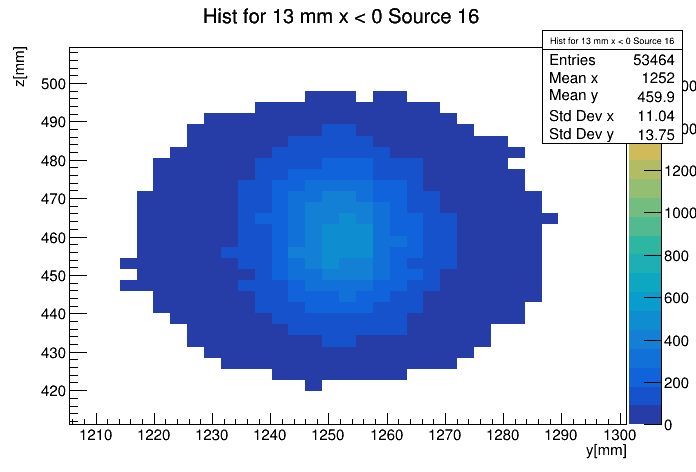 Hist for 13 mm x < 0 Source 16
Hist for 13 mm x < 0 Source 16
Entries 53464
Mean x 1252
Mean y 459.9
Std Dev x 11.04
Std Dev y 13.75
z[mm]
500
490
480
470
460
450
440
430
420
1210 1220 1230 1240 1250 1260 1270 1280 1290 1300
y[mm]
1200
1000
800
600
400
200
0